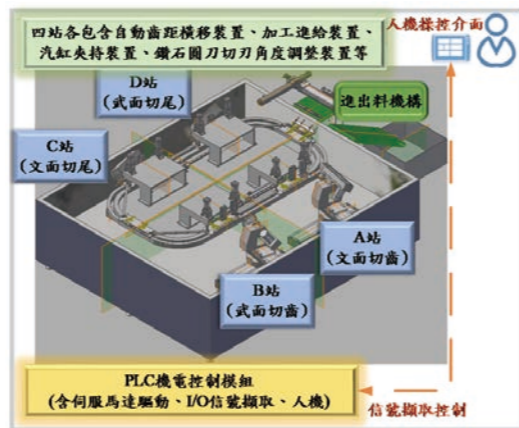 四站各包含自動齒距橫移裝置、加工進給裝置、
汽缸夾持裝置、鑽石圓刀切刃角度調整裝置等
人機操控介面
D站
(武面切尾)
進出料機構
C站
(文面切尾)
A站
(文面切齒)
B站
(武面切齒)
PLC機電控制模組
(含伺服馬達驅動、I/O信號擷取、人機)
信號擷取控制